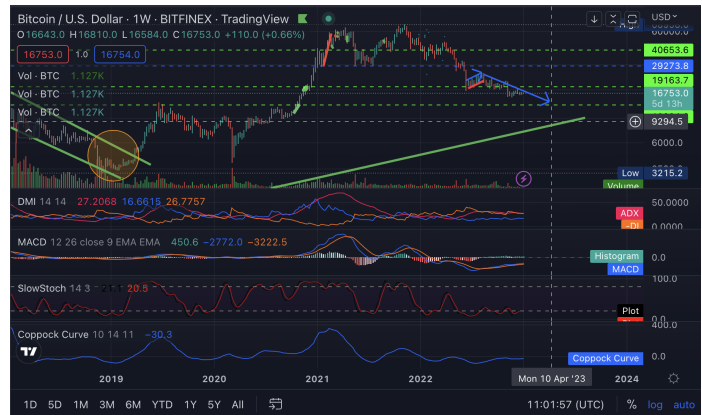 Bitcoin / U.S. Dollar · 1W · BITFINEX · TradingView
USD
O16643.0 H16810.0 L16584.0 C16753.0 +110.0 (+0.66%)
16753.0 1.0 16754.0
Vol · BTC 1.127K
Vol · BTC 1.127K
Vol · BTC 1.127K
60000.0
40653.6
29273.8
19163.7
16753.0
5d 13h
9294.5
6000.0
Low 3215.2
Volume
DMI 14 14 27.2068 16.6615 26.7757
50.0000
ADX
-DI
0.0000
MACD 12 26 close 9 EMA EMA 450.6 −2772.0 −3222.5
Histogram 0.0
MACD
SlowStoch 14 3 20.5
100.0
Plot 0.0
Coppock Curve 10 14 11 −30.3
400.0
Coppock Curve 0.0
2019 2020 2021 2022 Mon 10 Apr '23 2024
1D 5D 1M 3M 6M YTD 1Y 5Y All 11:01:57 (UTC) % log auto